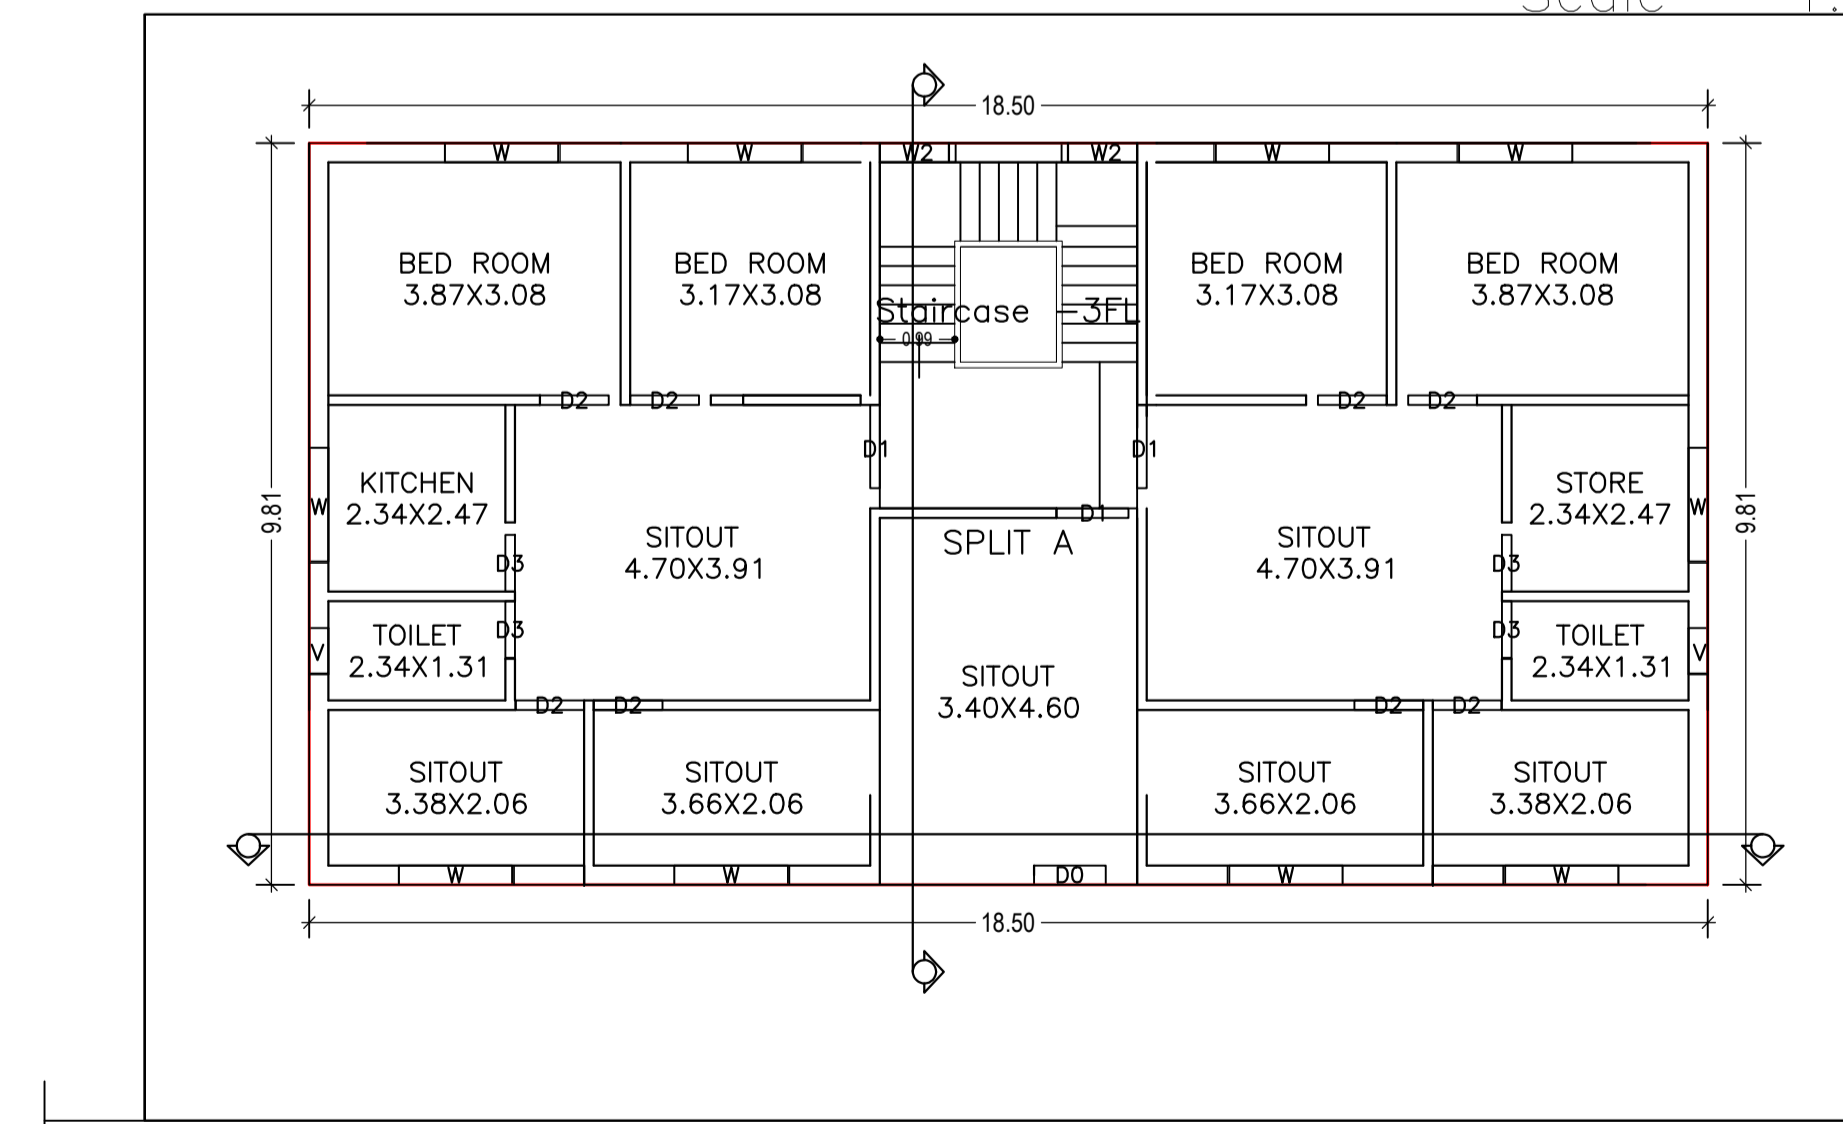 18.50
W W W2 W2 W W
BED ROOM
3.87X3.08
BED ROOM
3.17X3.08
BED ROOM
3.17X3.08
BED ROOM
3.87X3.08
Staircase -3FL
0.99
D2 D2 D2 D2
D1 D1
9.81
W
KITCHEN
2.34X2.47
SITOUT
4.70X3.91
D1
SPLIT A
SITOUT
4.70X3.91
STORE
2.34X2.47
W
9.81
D3 D3
D3 D3
V
TOILET
2.34X1.31
SITOUT
3.40X4.60
TOILET
2.34X1.31
V
D2 D2 D2 D2
SITOUT
3.38X2.06
SITOUT
3.66X2.06
SITOUT
3.66X2.06
SITOUT
3.38X2.06
W W D0 W W
18.50